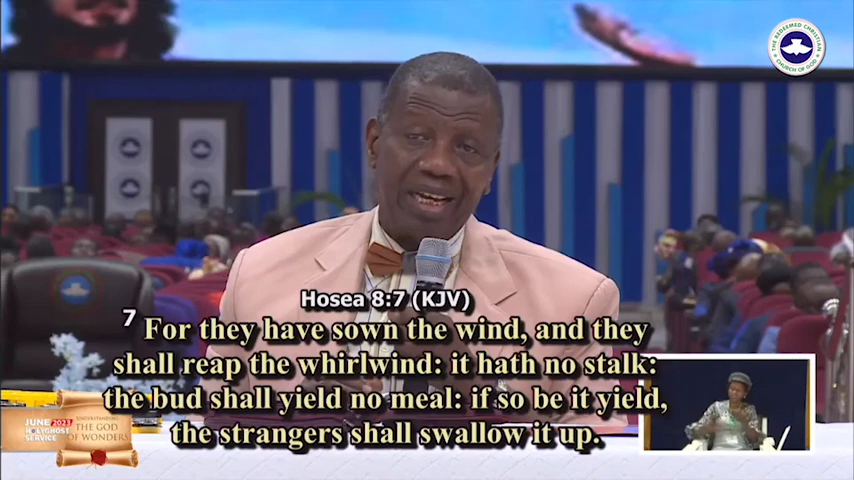 THE REDEEMED CHRISTIAN
CHURCH OF GOD
Hosea 8:7 (KJV)
7 For they have sown the wind, and they
shall reap the whirlwind: it hath no stalk:
the bud shall yield no meal: if so be it yield,
the strangers shall swallow it up.
JUNE 2023
HOLYGHOST
SERVICE
UNDERSTANDING
THE GOD
OF WONDERS